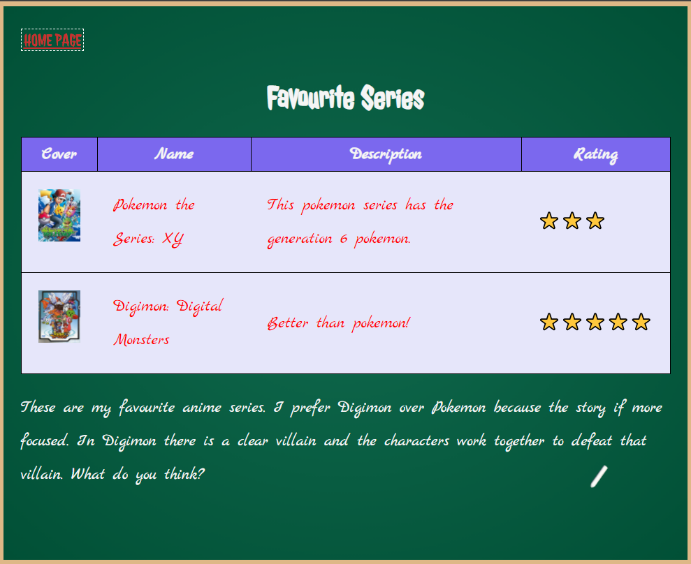 HOME PAGE
Favourite Series
Cover Name Description Rating
Pokemon the
Series: XY
This pokemon series has the
generation 6 pokemon.
Digimon: Digital
Monsters
Better than pokemon!
These are my favourite anime series. I prefer Digimon over Pokemon because the story if more
focused. In Digimon there is a clear villain and the characters work together to defeat that
villain. What do you think?